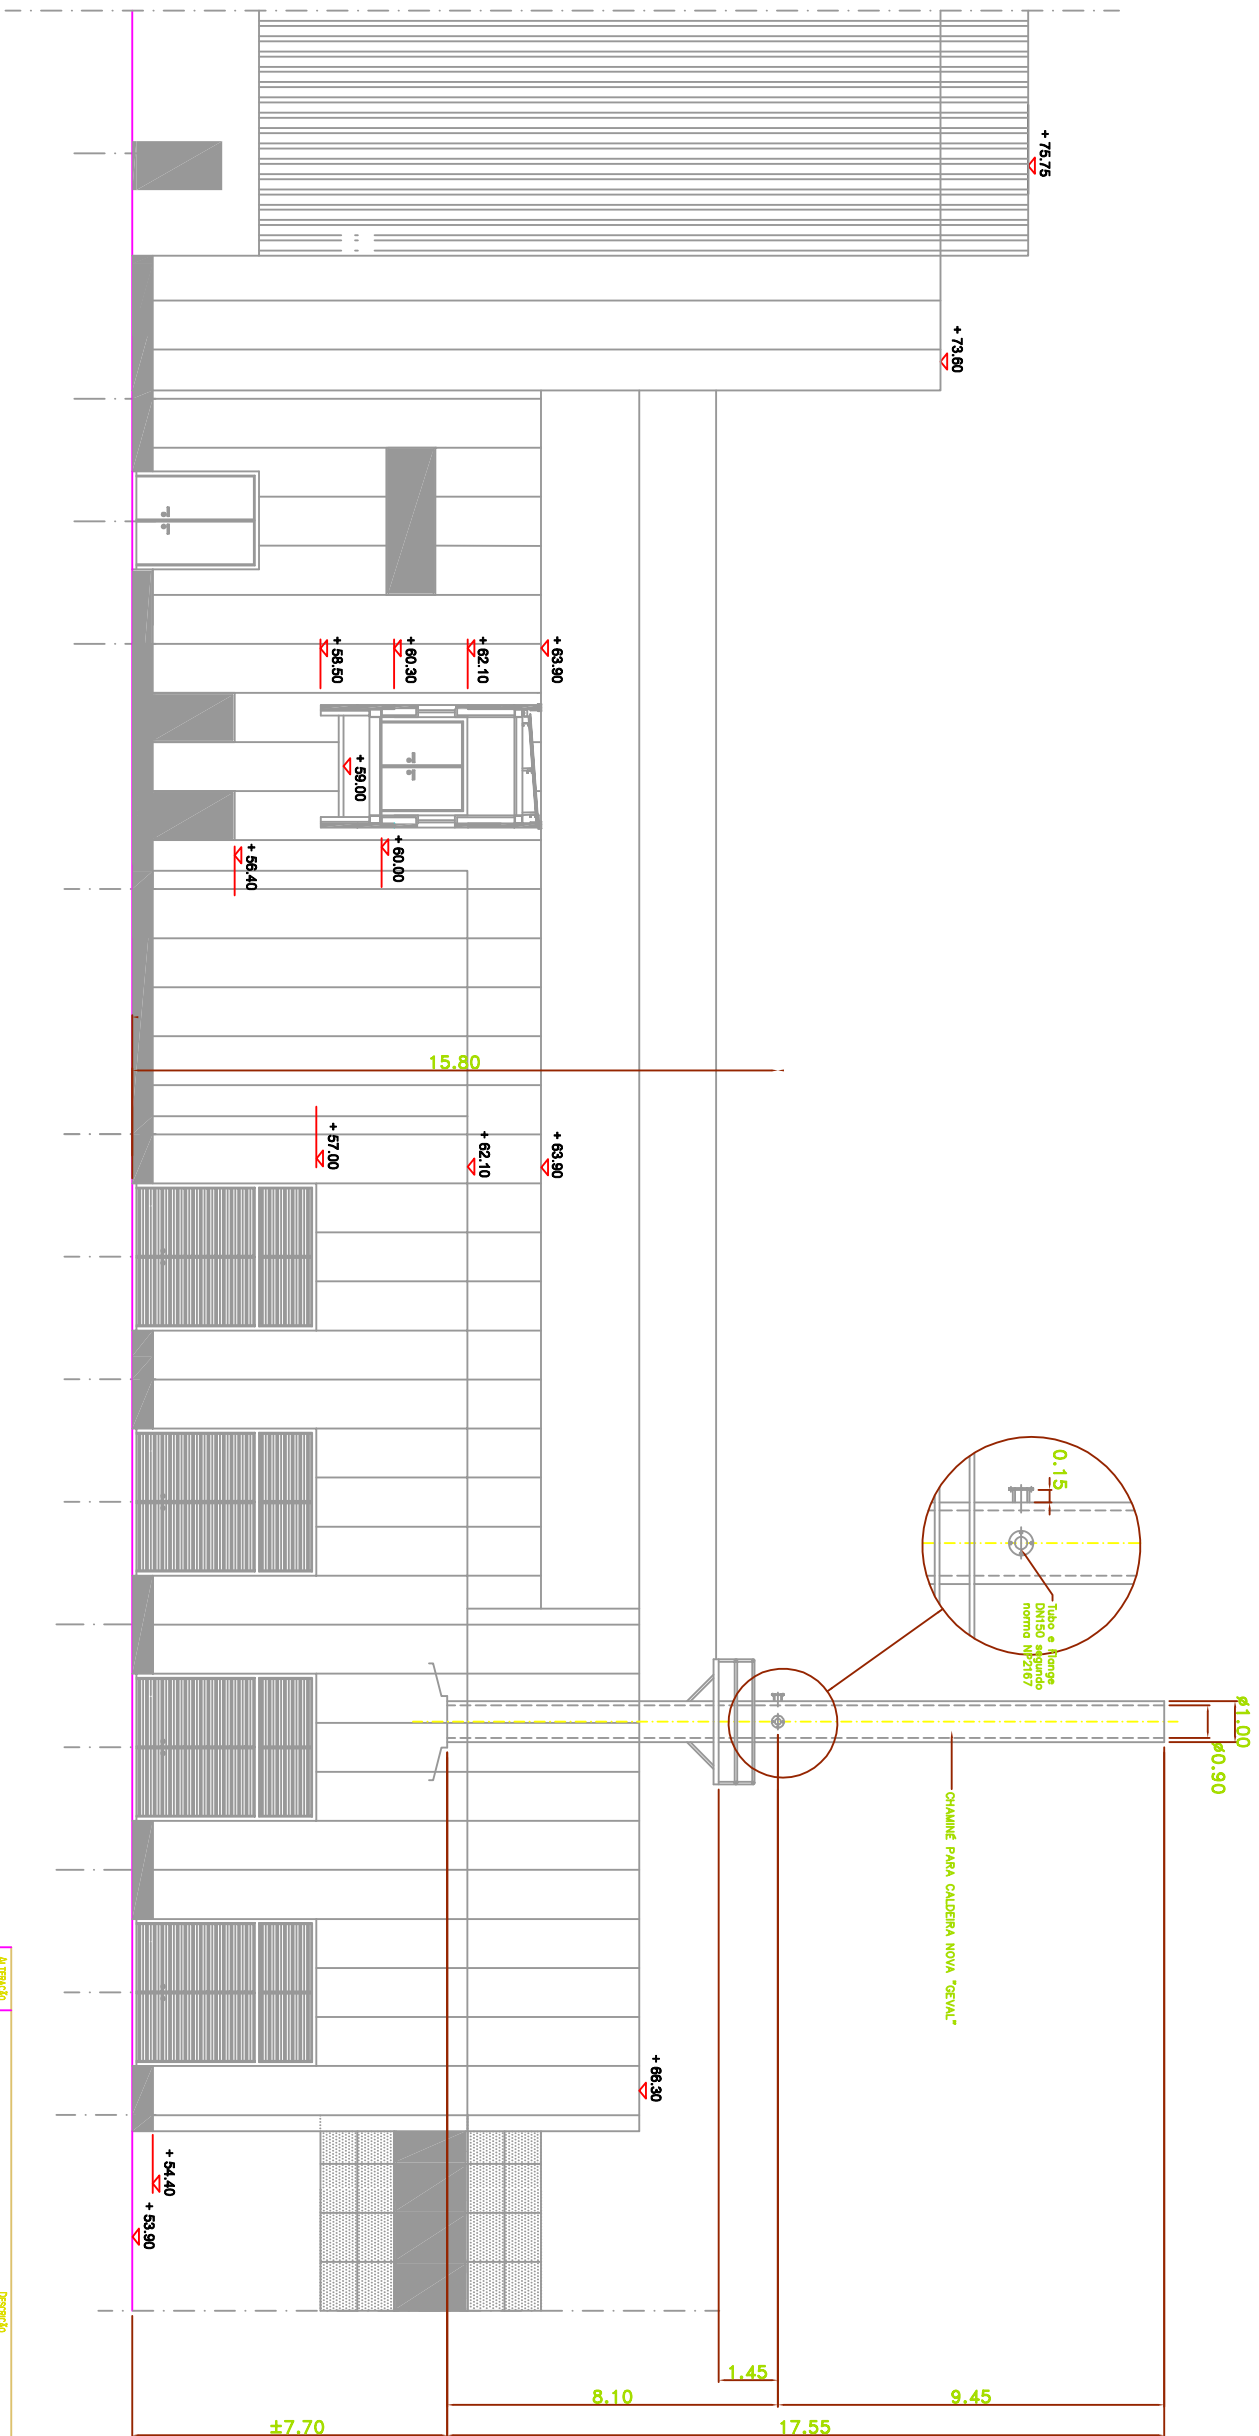 + 75.75
+ 73.60
+ 63.90
+ 62.10
+ 60.30
+ 58.50
+ 59.00
+ 60.00
+ 56.40
15.80
+ 63.90
+ 62.10
+ 57.00
0.15
Tubo e flange
DN150 segundo
norma NP2167
ø1.00
ø0.90
CHAMINÉ PARA CALDEIRA NOVA "GEVAL"
+ 66.30
+ 54.40
+ 53.90
1.45
8.10
9.45
±7.70
17.55
ALTERAÇÃO
DESCRIÇÃO